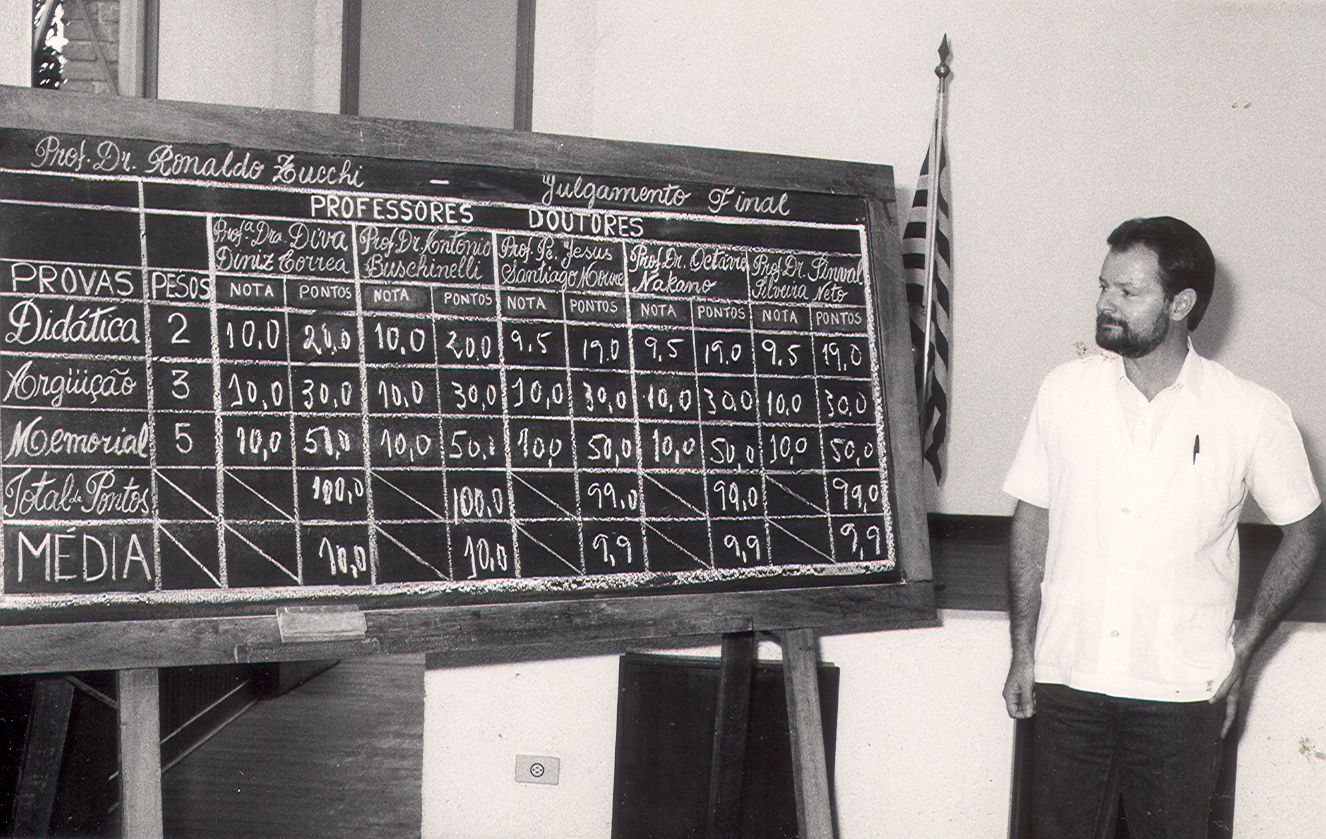 Prof. Dr. Ronaldo Zucchi — Julgamento Final
PROFESSORES DOUTORES
Profª. Dra. Diva Diniz Correa Prof. Dr. Antonio Buschinelli Prof. Pe. Jesus Santiago Moure Prof. Dr. Octavio Nakano Prof. Dr. Sinval Silveira Neto
PROVAS PESOS NOTA PONTOS NOTA PONTOS NOTA PONTOS NOTA PONTOS NOTA PONTOS
Didática 2 10,0 20,0 10,0 20,0 9,5 19,0 9,5 19,0 9,5 19,0
Argüição 3 10,0 30,0 10,0 30,0 10,0 30,0 10,0 30,0 10,0 30,0
Memorial 5 10,0 50,0 10,0 50,0 10,0 50,0 10,0 50,0 10,0 50,0
Total de Pontos 100,0 100,0 99,0 99,0 99,0
MÉDIA 10,0 10,0 9,9 9,9 9,9